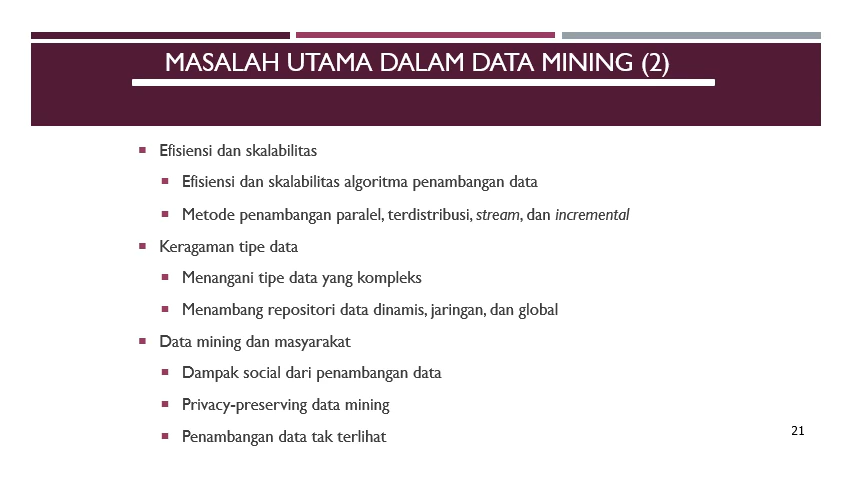 MASALAH UTAMA DALAM DATA MINING (2)
Efisiensi dan skalabilitas
Efisiensi dan skalabilitas algoritma penambangan data
Metode penambangan paralel, terdistribusi, stream, dan incremental
Keragaman tipe data
Menangani tipe data yang kompleks
Menambang repositori data dinamis, jaringan, dan global
Data mining dan masyarakat
Dampak social dari penambangan data
Privacy-preserving data mining
Penambangan data tak terlihat
21